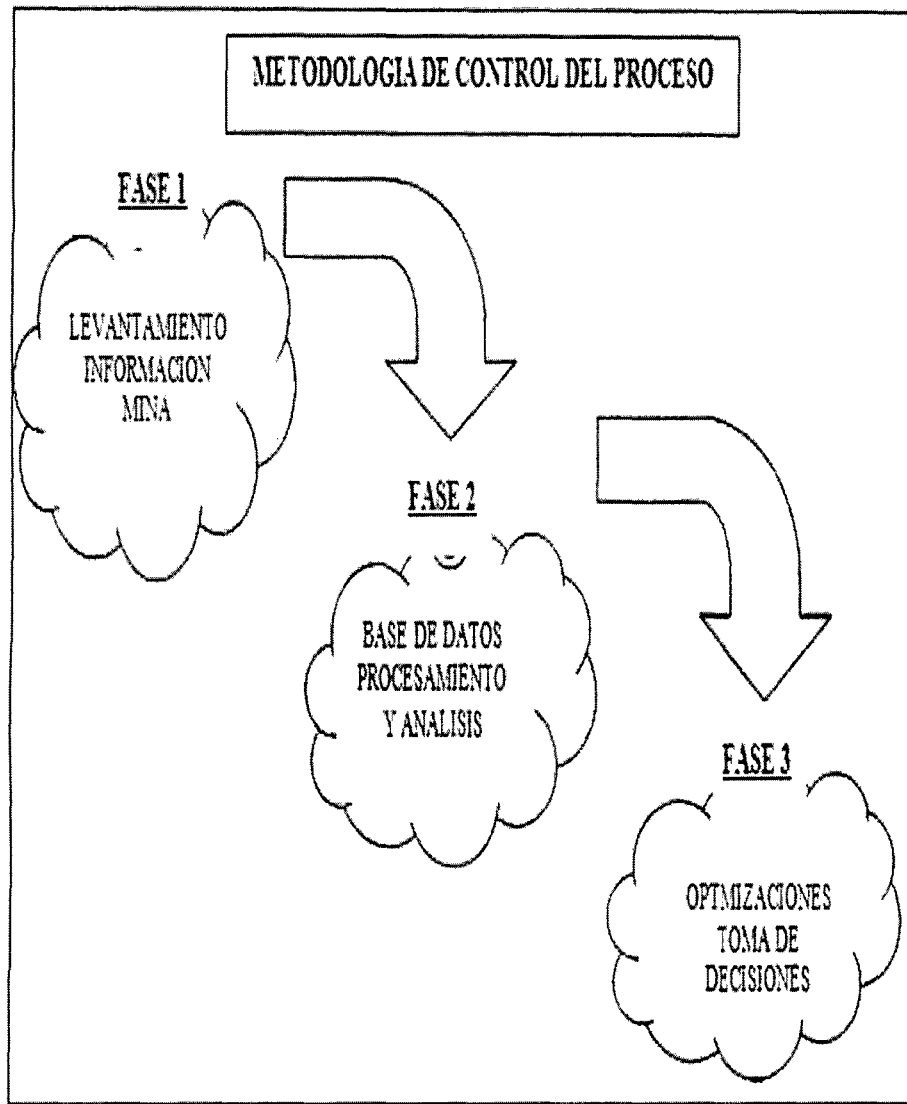 METODOLOGIA DE CONTROL DEL PROCESO
FASE 1
LEVANTAMIENTO
INFORMACION
MINA
FASE 2
BASE DE DATOS
PROCESAMIENTO
Y ANALISIS
FASE 3
OPTMIZACIONES
TOMA DE
DECISIONES